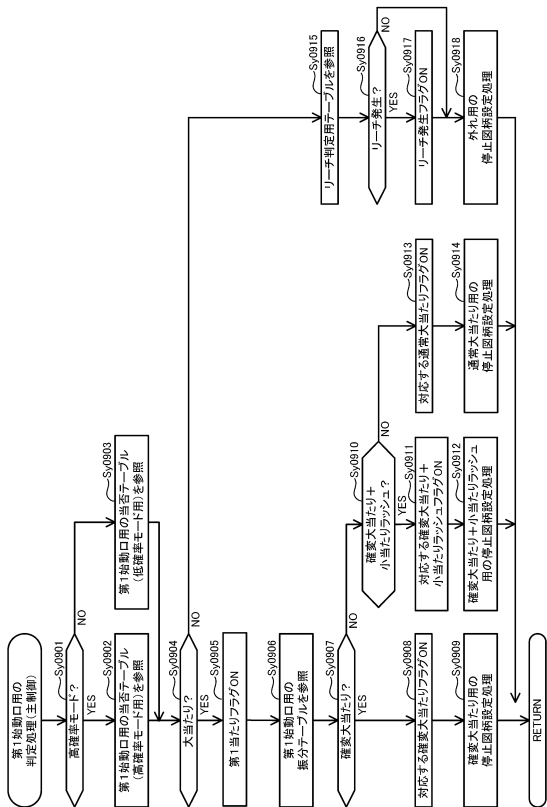 第1始動口用の
判定処理(主制御)
Sy0901
高確率モード?
YES
NO
Sy0902
第1始動口用の当否テーブル
(高確率モード用)を参照
Sy0903
第1始動口用の当否テーブル
(低確率モード用)を参照
Sy0904
大当たり?
YES
NO
Sy0905
第1当たりフラグON
Sy0906
第1始動口用の
振分テーブルを参照
Sy0907
確変大当たり?
YES
NO
Sy0908
対応する確変大当たりフラグON
Sy0909
確変大当たり用の
停止図柄設定処理
Sy0910
確変大当たり+
小当たりラッシュ?
YES
NO
Sy0911
対応する確変大当たり+
小当たりラッシュフラグON
Sy0912
確変大当たり+小当たりラッシュ
用の停止図柄設定処理
Sy0913
対応する通常大当たりフラグON
Sy0914
通常大当たり用の
停止図柄設定処理
Sy0915
リーチ判定用テーブルを参照
Sy0916
リーチ発生?
YES
NO
Sy0917
リーチ発生フラグON
Sy0918
外れ用の
停止図柄設定処理
RETURN